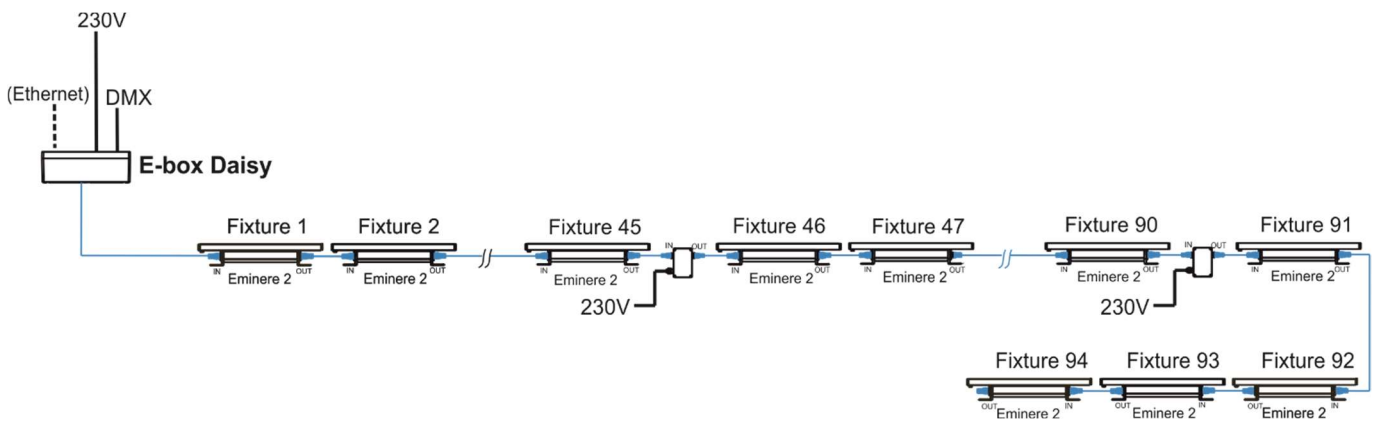 230V
(Ethernet)
DMX
E-box Daisy
Fixture 1
Fixture 2
Fixture 45
Fixture 46
Fixture 47
Fixture 90
Fixture 91
IN
Eminere 2
OUT
IN
Eminere 2
OUT
IN
Eminere 2
OUT
IN
OUT
230V
IN
Eminere 2
OUT
IN
Eminere 2
OUT
IN
Eminere 2
OUT
IN
OUT
230V
IN
Eminere 2
OUT
Fixture 94
Fixture 93
Fixture 92
OUT
Eminere 2
IN
OUT
Eminere 2
IN
OUT
Eminere 2
IN